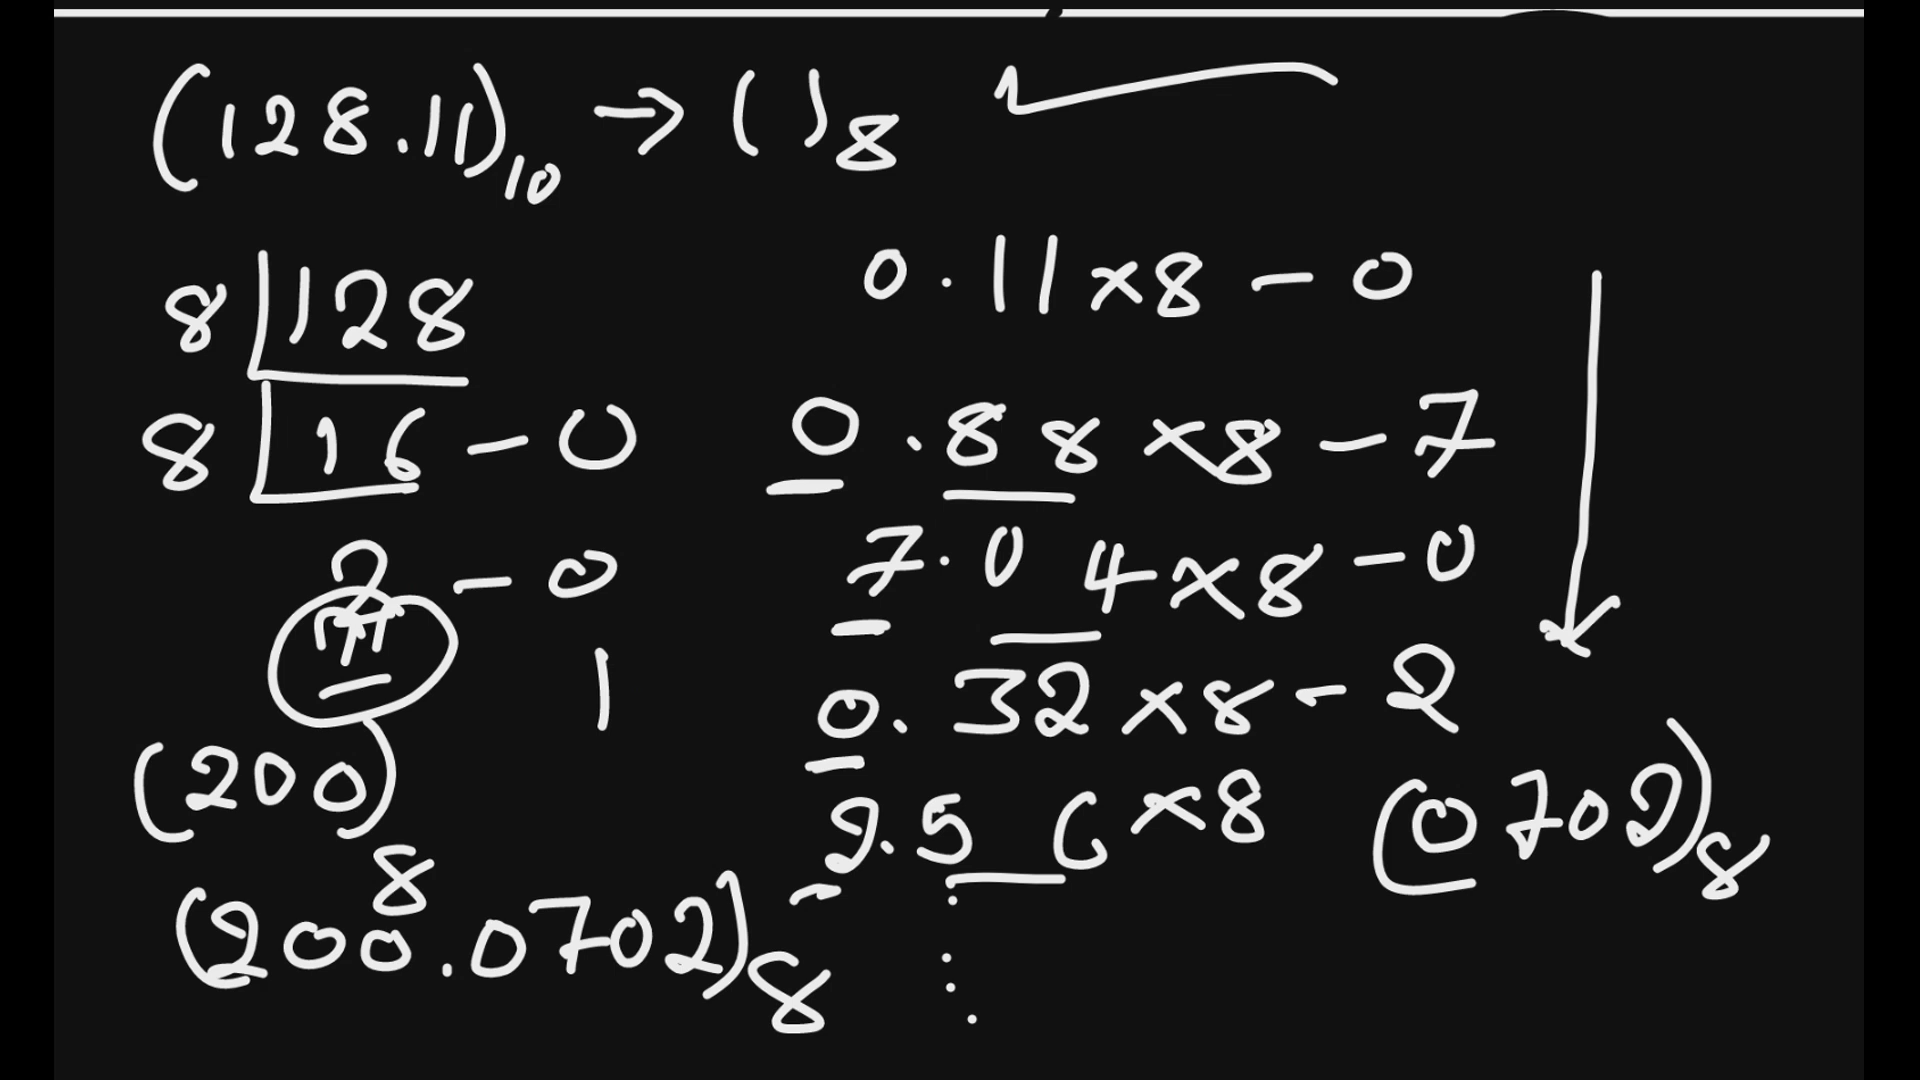 (128.11)10 → ( )8
8 | 128
8 | 16 - 0
2 - 0
1
(200)8
0.11×8 - 0
0.88×8 - 7
7.04×8 - 0
0.32×8 - 2
2.56×8
(0702)8
(200.0702)8